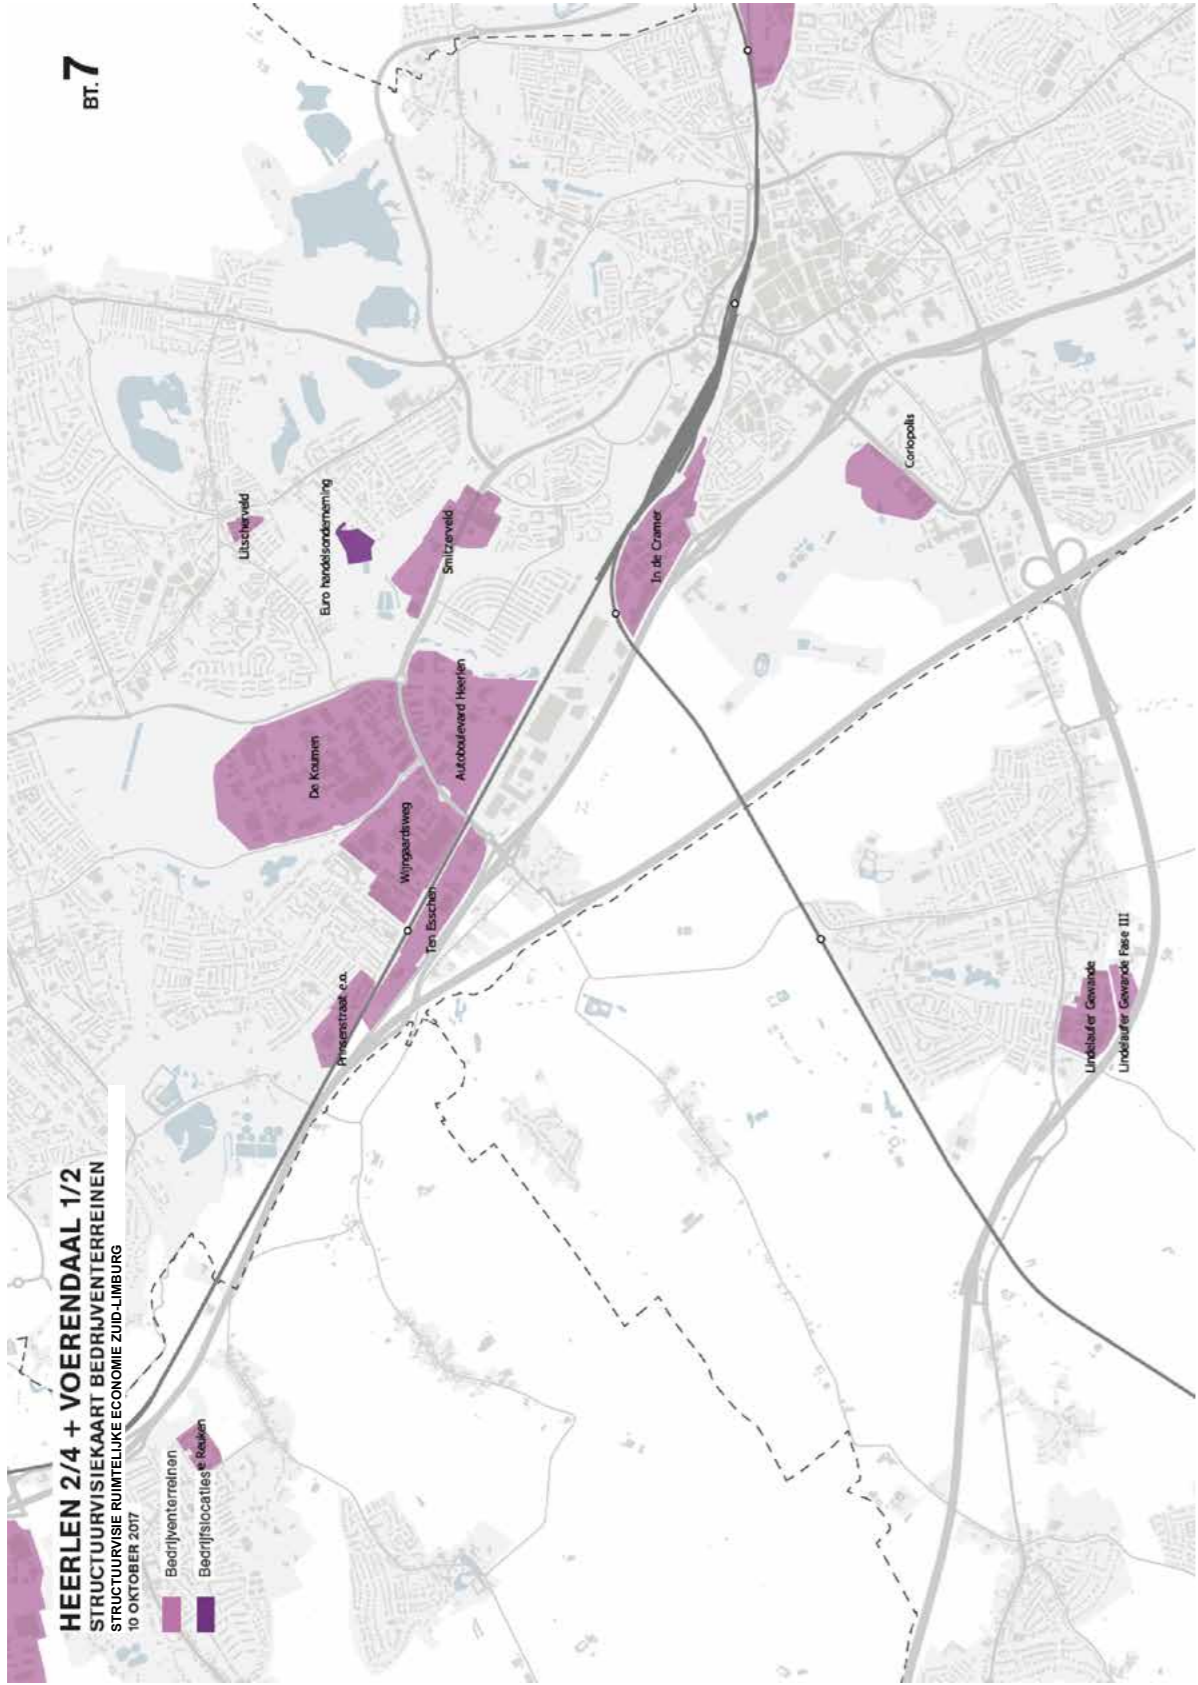 BT.7
HEERLEN 2/4 + VOERENDAAL 1/2
STRUCTUURVISIEKAART BEDRIJVENTERREINEN
STRUCTUURVISIE RUIMTELIJKE ECONOMIE ZUID-LIMBURG
10 OKTOBER 2017
Bedrijventerreinen
Bedrijfslocaties
e Reuken
Litscherveld
Euro handelsonderneming
De Koumen
Prinsenstraat e.o.
Wijngaardsweg
Ten Esschen
Smitzerveld
Autoboulevard Heerlen
In de Cramer
Coriopolis
Lindelaufer Gewande
Lindelaufer Gewande Fase III